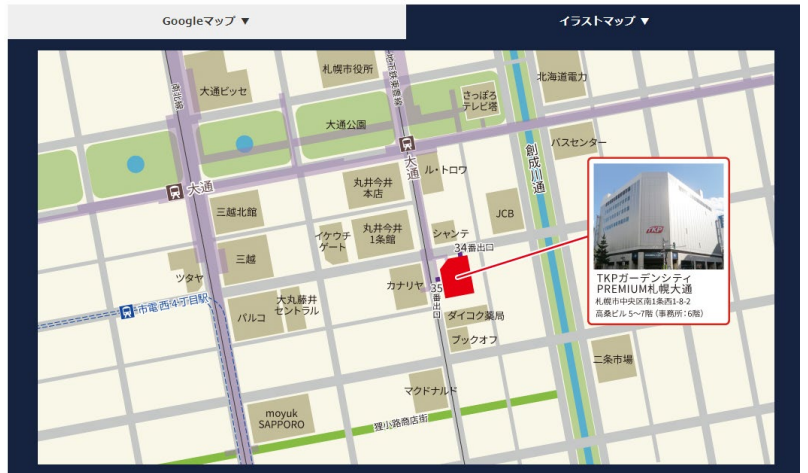 Googleマップ ▼
イラストマップ ▼
南北線
大通ビッセ
札幌市役所
さっぽろ
テレビ塔
北海道電力
大通公園
バスセンター
創成川通
大通
大通
ル・トロワ
丸井今井
本店
三越北館
JCB
イケウチ
ゲート
丸井今井
1条館
シャンテ
34番出口
三越
ツタヤ
カナリヤ
35番出口
TKP
TKPガーデンシティ
PREMIUM札幌大通
札幌市中央区南1条西1-8-2
高桑ビル 5~7階 (事務所:6階)
市電 西4丁目駅
パルコ
大丸藤井
セントラル
ダイコク薬局
ブックオフ
二条市場
マクドナルド
moyuk
SAPPORO
狸小路商店街